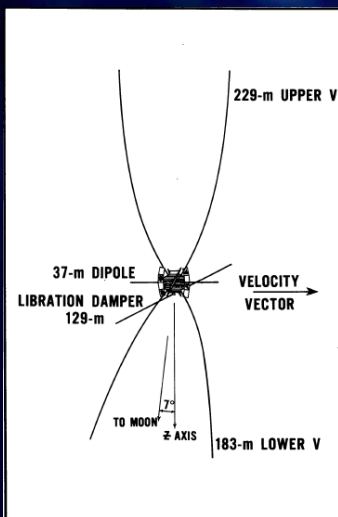 229-m UPPER V
37-m DIPOLE
LIBRATION DAMPER
129-m
VELOCITY
VECTOR
7°
TO MOON
Z AXIS
183-m LOWER V